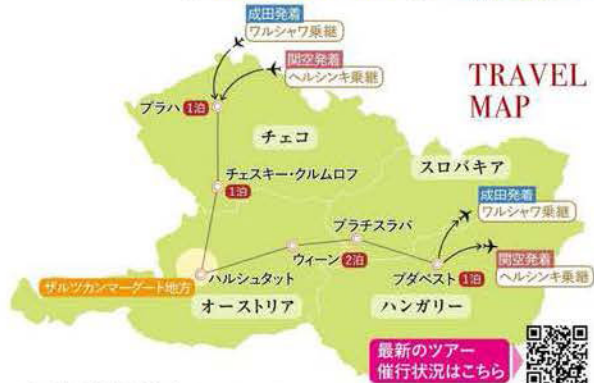 成田発着
ワルシャワ乗継
関空発着
ヘルシンキ乗継
TRAVEL
MAP
プラハ 1泊
チェコ
スロバキア
チェスキー・クルムロフ
1泊
成田発着
ワルシャワ乗継
ブラチスラバ
ウィーン 2泊
関空発着
ヘルシンキ乗継
ハルシュタット
ブダペスト 1泊
ザルツカンマーグート地方
オーストリア
ハンガリー
最新のツアー
催行状況はこちら